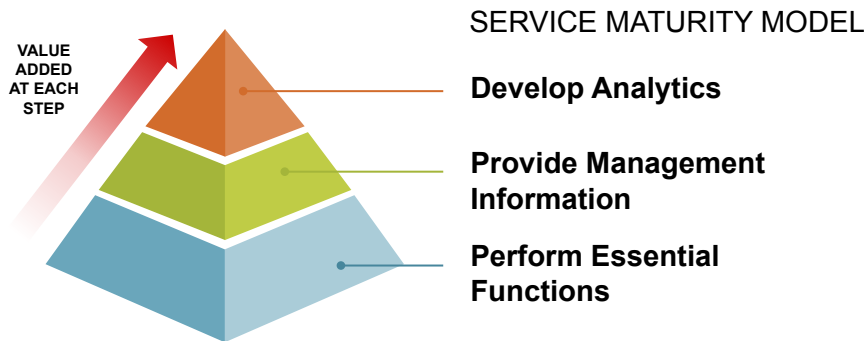 SERVICE MATURITY MODEL
VALUE
ADDED
AT EACH
STEP
Develop Analytics
Provide Management
Information
Perform Essential
Functions